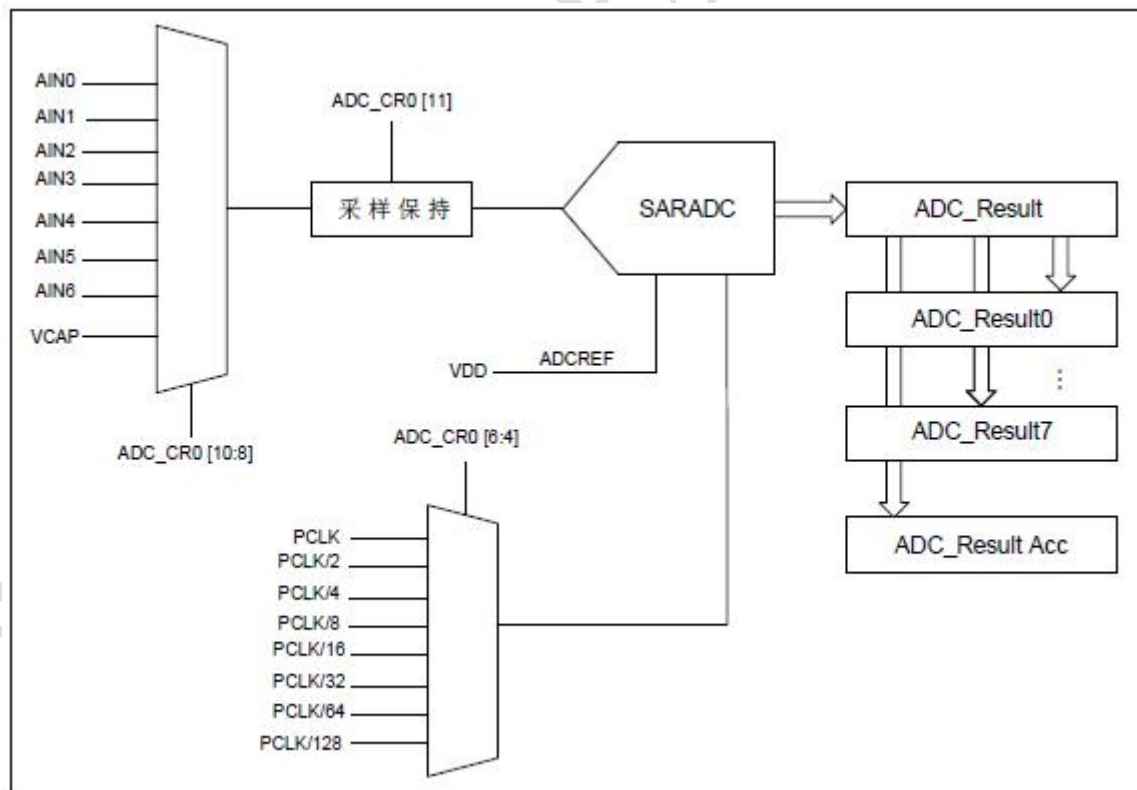 AIN0
AIN1
AIN2
AIN3
AIN4
AIN5
AIN6
VCAP
ADC_CR0 [10:8]
ADC_CR0 [11]
采样保持
SARADC
VDD
ADCREF
ADC_CR0 [6:4]
PCLK
PCLK/2
PCLK/4
PCLK/8
PCLK/16
PCLK/32
PCLK/64
PCLK/128
ADC_Result
ADC_Result0
⋮
ADC_Result7
ADC_Result Acc